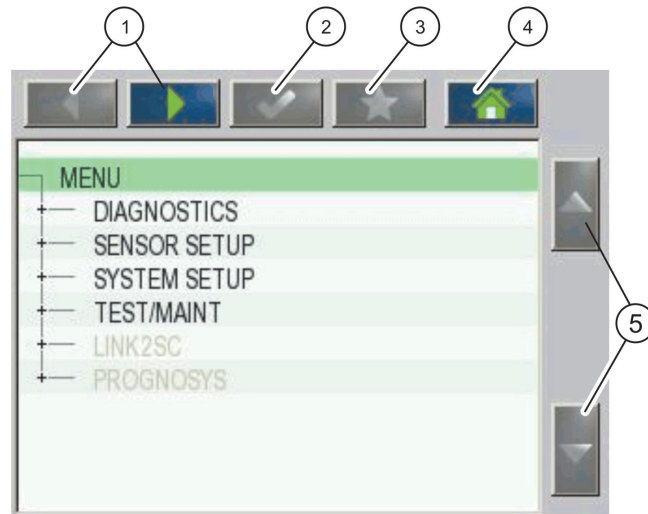 1
2
3
4
MENU
DIAGNOSTICS
SENSOR SETUP
SYSTEM SETUP
TEST/MAINT
LINK2SC
PROGNOSYS
5